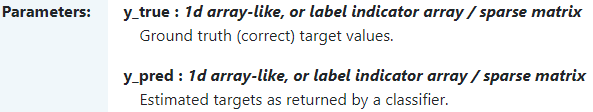 Parameters: y_true : 1d array-like, or label indicator array / sparse matrix
Ground truth (correct) target values.
y_pred : 1d array-like, or label indicator array / sparse matrix
Estimated targets as returned by a classifier.